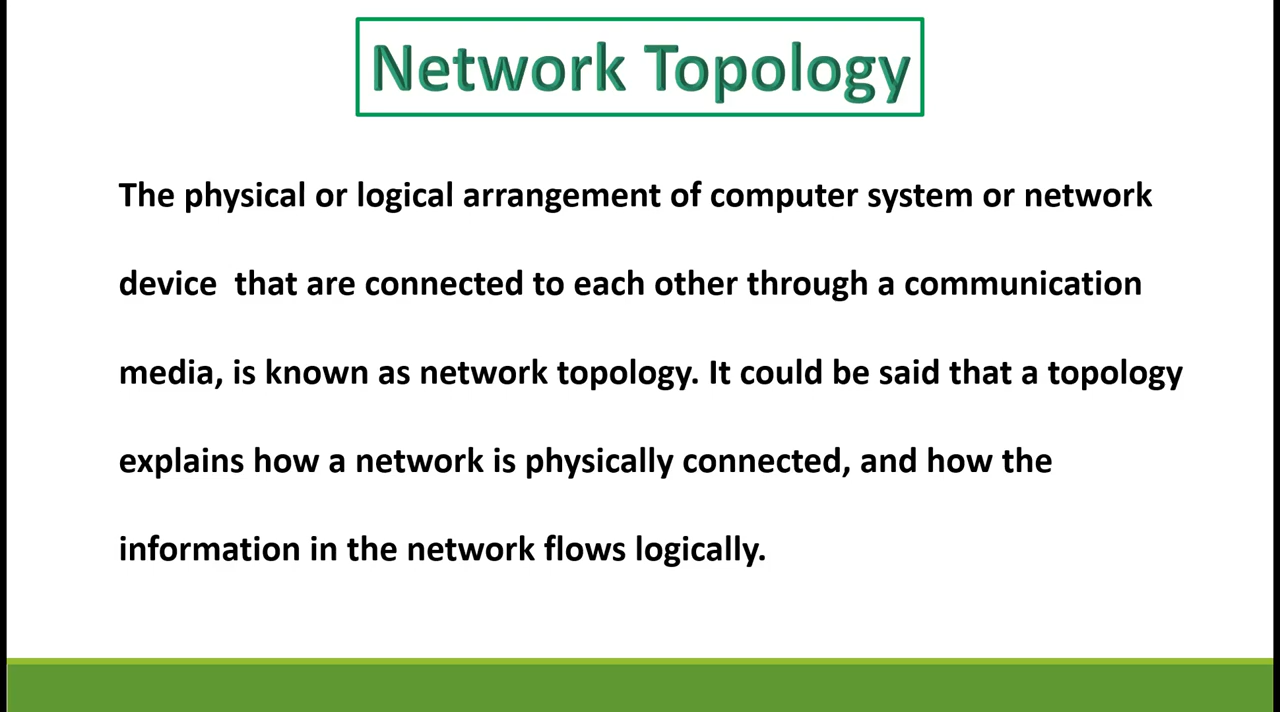 Network Topology
The physical or logical arrangement of computer system or network
device  that are connected to each other through a communication
media, is known as network topology. It could be said that a topology
explains how a network is physically connected, and how the
information in the network flows logically.